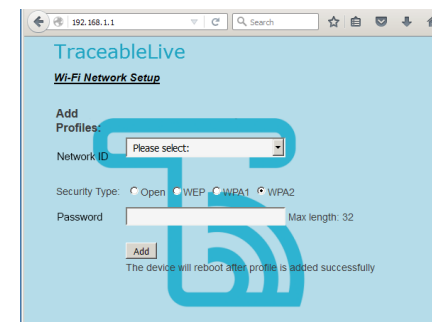 192.168.1.1
Search
TraceableLive
Wi-Fi Network Setup
Add
Profiles:
Network ID
Please select:
Security Type: Open WEP WPA1 WPA2
Password
Max length: 32
Add
The device will reboot after profile is added successfully